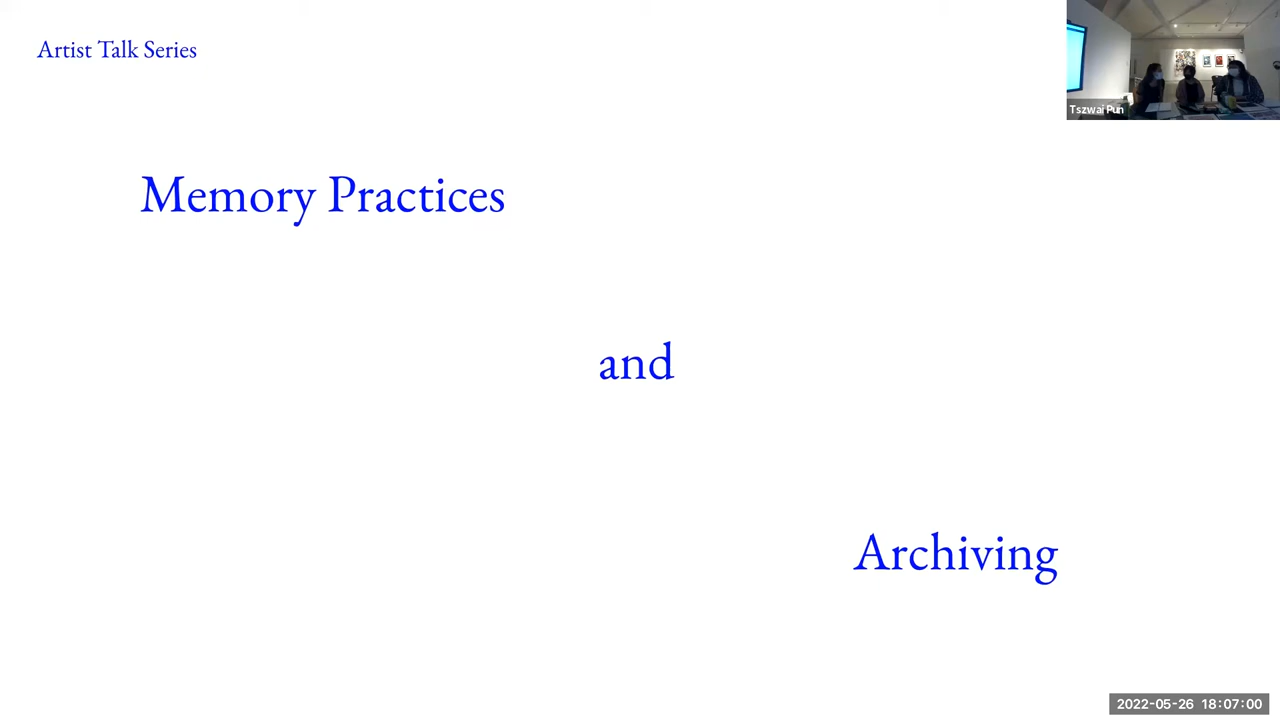 Artist Talk Series
Tszwai Pun
Memory Practices
and
Archiving
2022-05-26 18:07:00